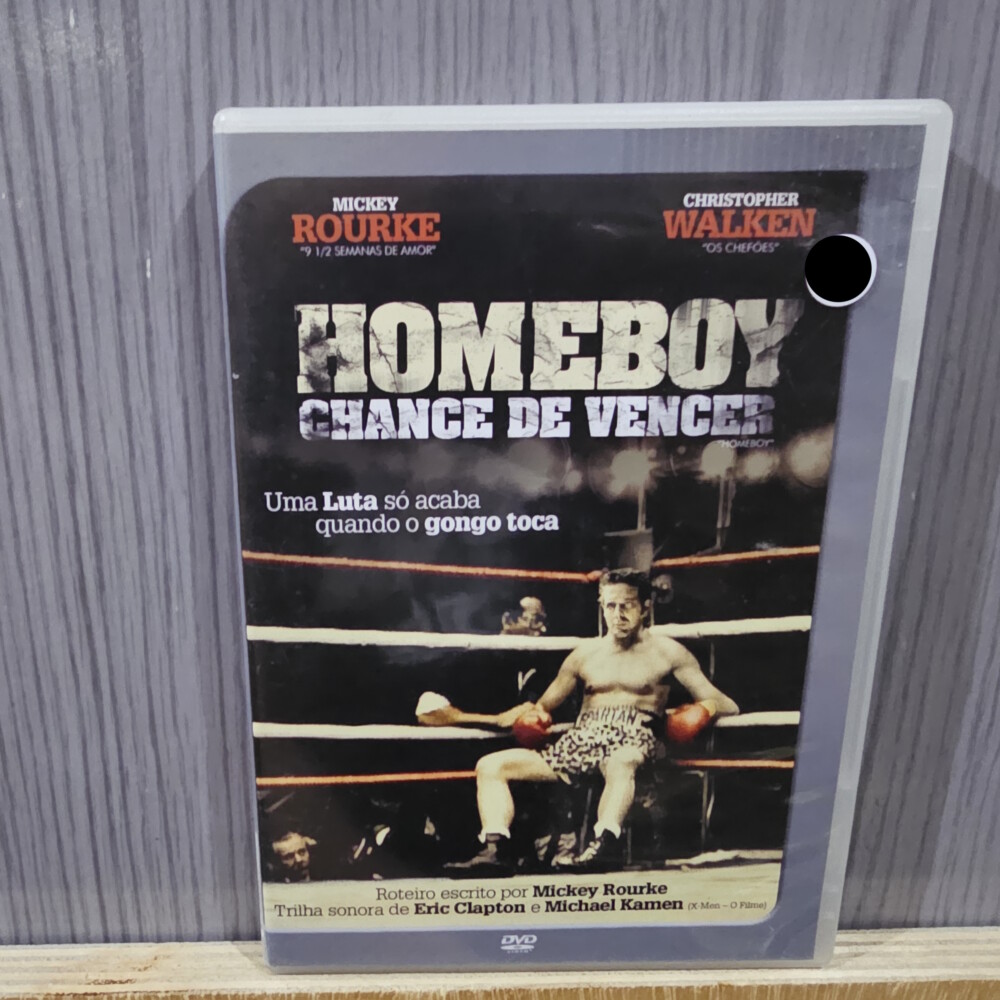 MICKEY
ROURKE
"9 1/2 SEMANAS DE AMOR"
CHRISTOPHER
WALKEN
"OS CHEFÕES"
HOMEBOY
CHANCE DE VENCER
"HOMEBOY"
Uma Luta só acaba
quando o gongo toca
SPARTAN
Roteiro escrito por Mickey Rourke
Trilha sonora de Eric Clapton e Michael Kamen (X-Men – O Filme)
DVD